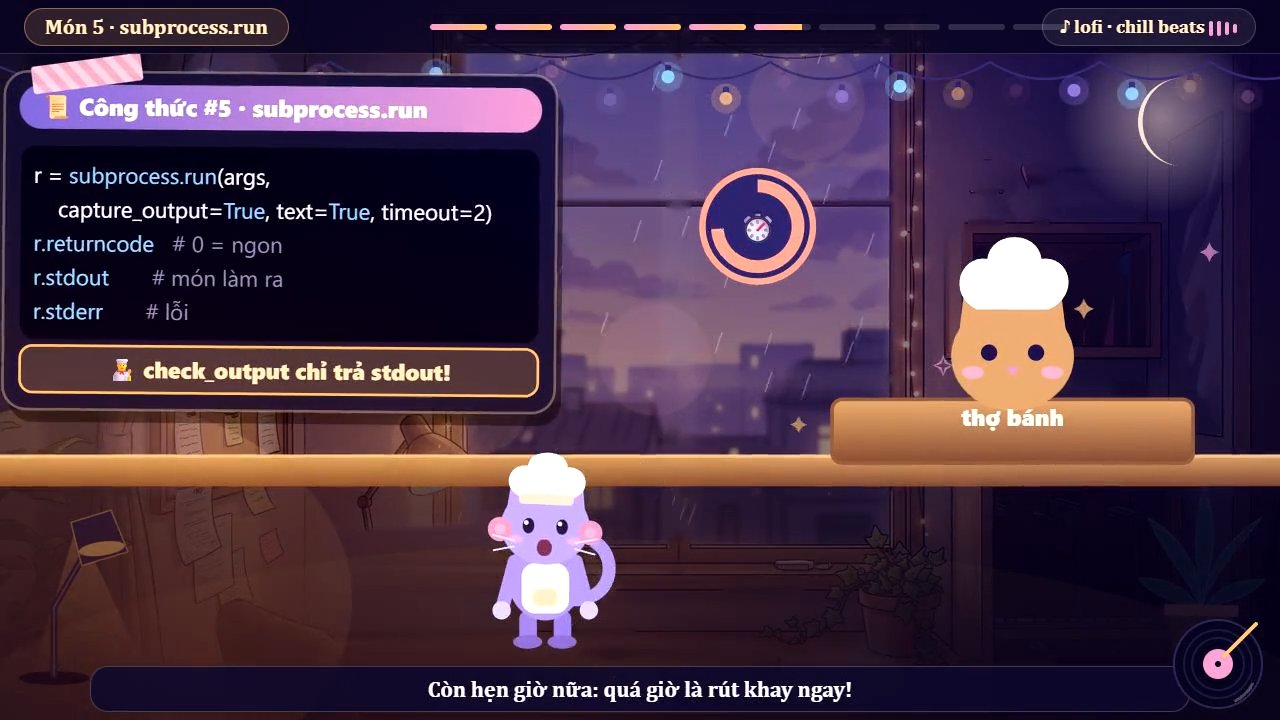 Món 5 · subprocess.run
♪ lofi · chill beats
Công thức #5 · subprocess.run
r = subprocess.run(args,
capture_output=True, text=True, timeout=2)
r.returncode # 0 = ngon
r.stdout # món làm ra
r.stderr # lỗi
check_output chỉ trả stdout!
thợ bánh
Còn hẹn giờ nữa: quá giờ là rút khay ngay!